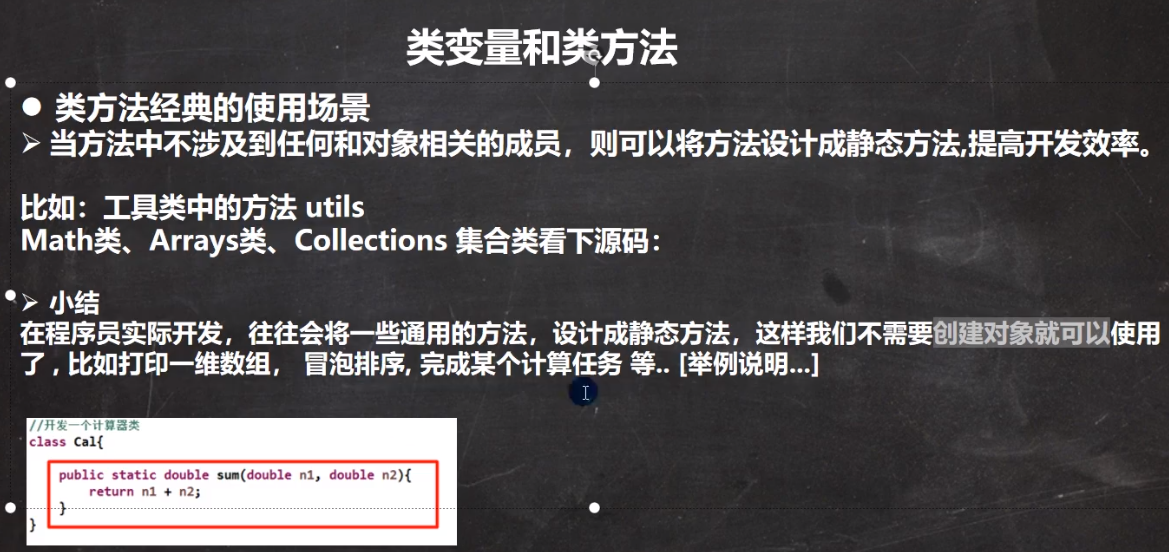 类变量和类方法
● 类方法经典的使用场景
➢ 当方法中不涉及到任何和对象相关的成员，则可以将方法设计成静态方法,提高开发效率。
比如：工具类中的方法 utils
Math类、Arrays类、Collections 集合类看下源码：
➢ 小结
在程序员实际开发，往往会将一些通用的方法，设计成静态方法，这样我们不需要创建对象就可以使用
了 , 比如打印一维数组， 冒泡排序, 完成某个计算任务 等.. [举例说明...]
//开发一个计算器类
class Cal{
public static double sum(double n1, double n2){
return n1 + n2;
}
}